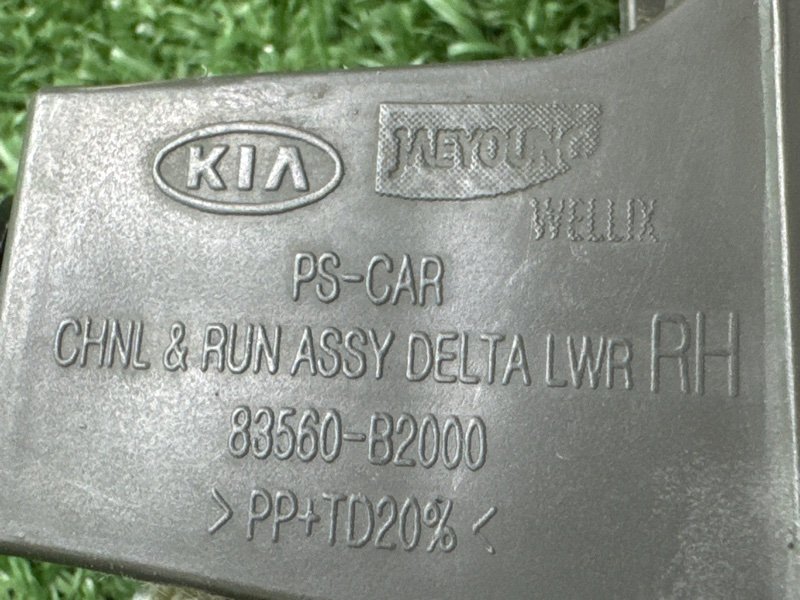 KIA JAEYOUNG
WELLIX
PS-CAR
CHNL & RUN ASSY DELTA LWR RH
83560-B2000
>PP+TD20%<